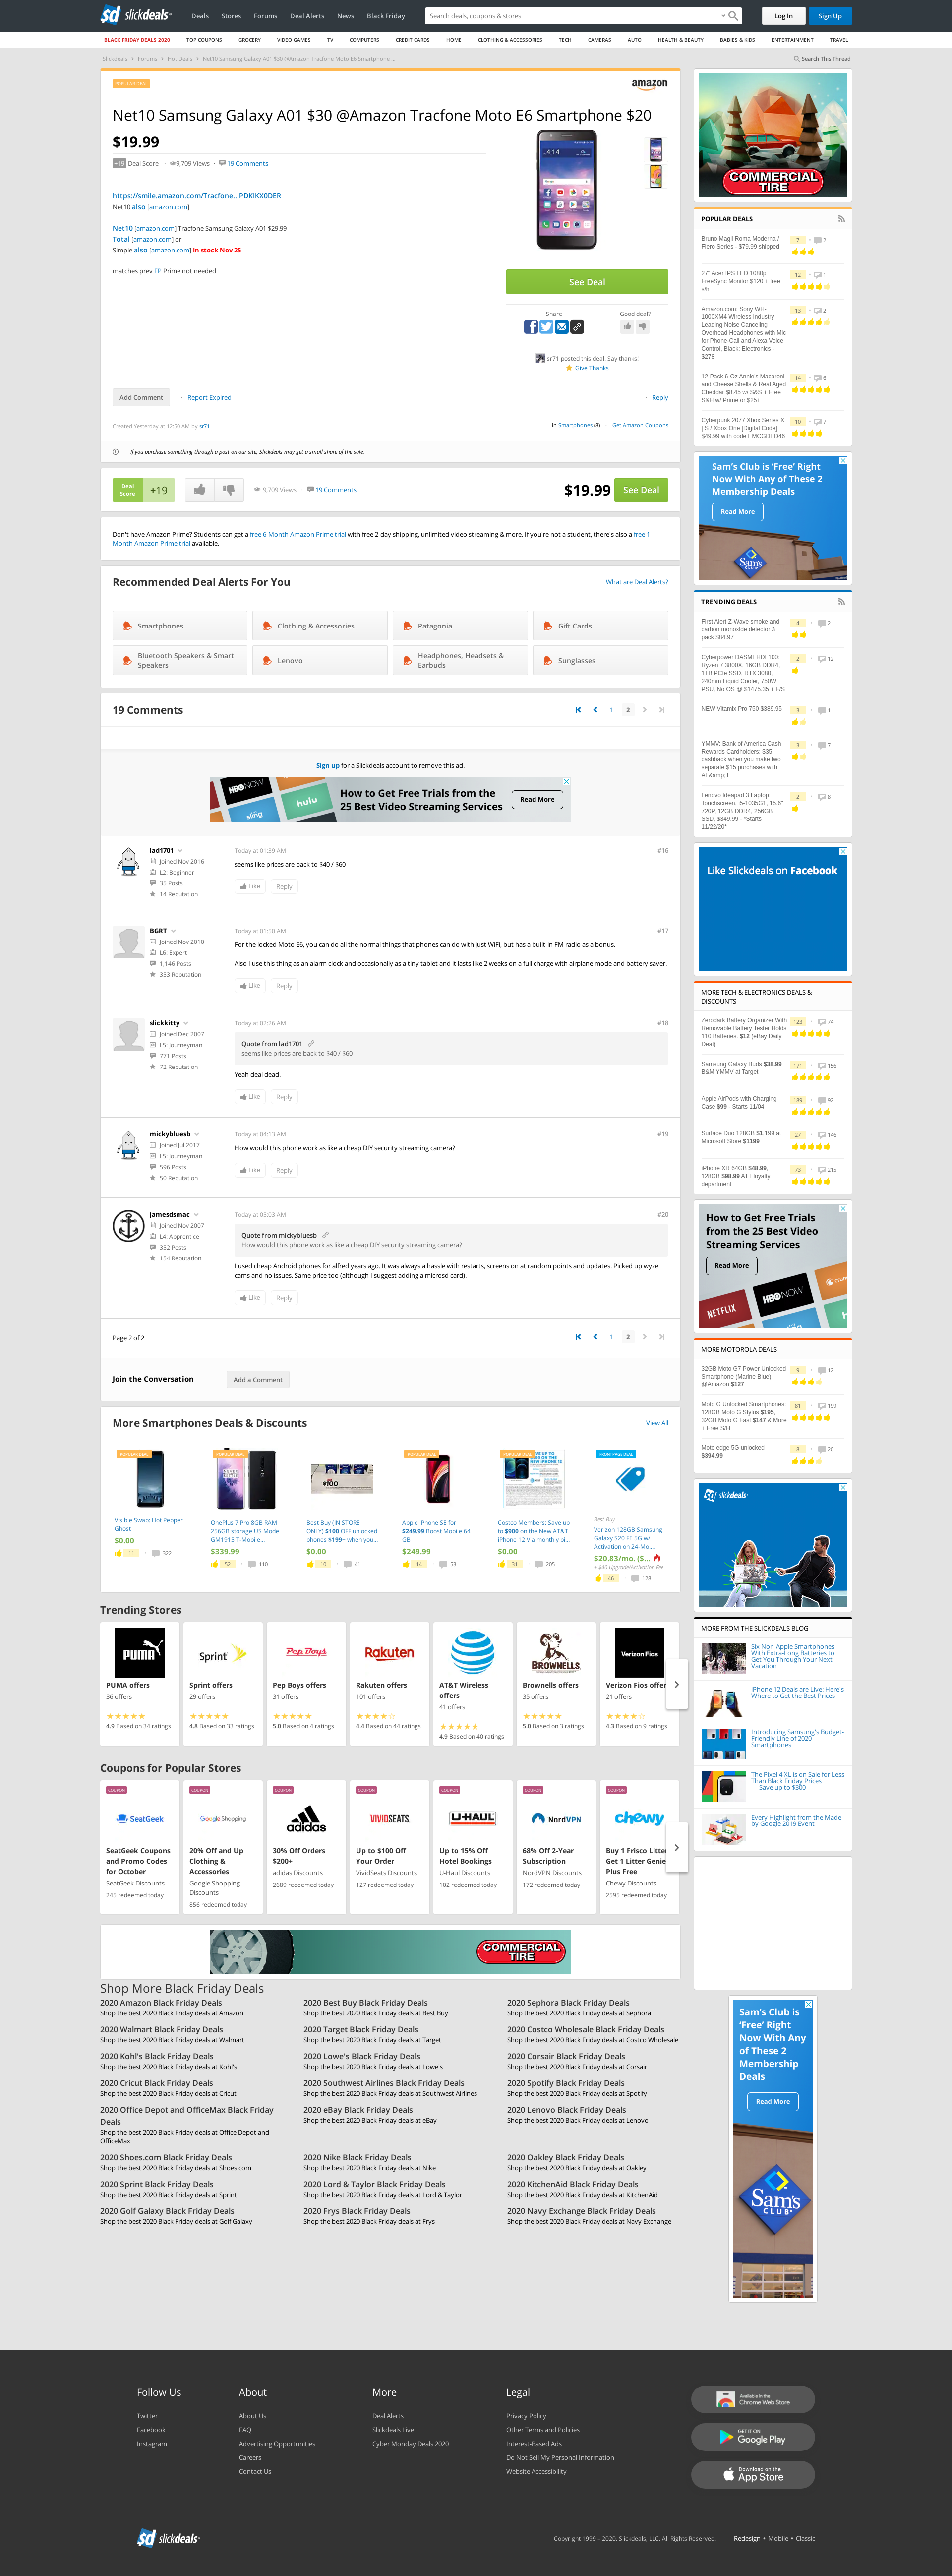 slickdeals
Deals Stores Forums Deal Alerts News Black Friday
Search deals, coupons & stores
Log In
Sign Up
BLACK FRIDAY DEALS 2020 TOP COUPONS GROCERY VIDEO GAMES TV COMPUTERS CREDIT CARDS HOME CLOTHING & ACCESSORIES TECH CAMERAS AUTO HEALTH & BEAUTY BABIES & KIDS ENTERTAINMENT TRAVEL
Slickdeals > Forums > Hot Deals > Net10 Samsung Galaxy A01 $30 @Amazon Tracfone Moto E6 Smartphone ...
Search This Thread
POPULAR DEAL
amazon
Net10 Samsung Galaxy A01 $30 @Amazon Tracfone Moto E6 Smartphone $20
$19.99
+19 Deal Score 9,709 Views 19 Comments
https://smile.amazon.com/Tracfone...PDKIKX0DER
Net10 also [amazon.com]
Net10 [amazon.com] Tracfone Samsung Galaxy A01 $29.99
Total [amazon.com] or
Simple also [amazon.com] In stock Nov 25
matches prev FP Prime not needed
4:14
See Deal
Share
Good deal?
sr71 posted this deal. Say thanks!
Give Thanks
Add Comment
Report Expired
Reply
Created Yesterday at 12:50 AM by sr71
in Smartphones (8) Get Amazon Coupons
If you purchase something through a post on our site, Slickdeals may get a small share of the sale.
Deal Score
+19
9,709 Views 19 Comments
$19.99
See Deal
Don't have Amazon Prime? Students can get a free 6-Month Amazon Prime trial with free 2-day shipping, unlimited video streaming & more. If you're not a student, there's also a free 1-
Month Amazon Prime trial available.
Recommended Deal Alerts For You
What are Deal Alerts?
Smartphones
Clothing & Accessories
Patagonia
Gift Cards
Bluetooth Speakers & Smart Speakers
Lenovo
Headphones, Headsets & Earbuds
Sunglasses
19 Comments
1 2
Sign up for a Slickdeals account to remove this ad.
HBO NOW
hulu
sling
How to Get Free Trials from the
25 Best Video Streaming Services
Read More
lad1701
Joined Nov 2016
L2: Beginner
35 Posts
14 Reputation
Today at 01:39 AM
#16
seems like prices are back to $40 / $60
Like
Reply
BGRT
Joined Nov 2010
L6: Expert
1,146 Posts
353 Reputation
Today at 01:50 AM
#17
For the locked Moto E6, you can do all the normal things that phones can do with just WiFi, but has a built-in FM radio as a bonus.
Also I use this thing as an alarm clock and occasionally as a tiny tablet and it lasts like 2 weeks on a full charge with airplane mode and battery saver.
Like
Reply
slickkitty
Joined Dec 2007
L5: Journeyman
771 Posts
72 Reputation
Today at 02:26 AM
#18
Quote from lad1701
seems like prices are back to $40 / $60
Yeah deal dead.
Like
Reply
mickybluesb
Joined Jul 2017
L5: Journeyman
596 Posts
50 Reputation
Today at 04:13 AM
#19
How would this phone work as like a cheap DIY security streaming camera?
Like
Reply
jamesdsmac
Joined Nov 2007
L4: Apprentice
352 Posts
154 Reputation
Today at 05:03 AM
#20
Quote from mickybluesb
How would this phone work as like a cheap DIY security streaming camera?
I used cheap Android phones for alfred years ago. It was always a hassle with restarts, screens on at random points and updates. Picked up wyze
cams and no issues. Same price too (although I suggest adding a microsd card).
Like
Reply
Page 2 of 2
1 2
Join the Conversation
Add a Comment
More Smartphones Deals & Discounts
View All
POPULAR DEAL
Visible Swap: Hot Pepper Ghost
$0.00
11 322
POPULAR DEAL
OnePlus 7 Pro 8GB RAM 256GB storage US Model GM1915 T-Mobile...
$339.99
52 110
$100
Best Buy (IN STORE ONLY) $100 OFF unlocked phones $199+ when you...
$0.00
10 41
POPULAR DEAL
Apple iPhone SE for $249.99 Boost Mobile 64 GB
$249.99
14 53
POPULAR DEAL
Costco Members: Save up to $900 on the New AT&T iPhone 12 Via monthly bi...
$0.00
31 205
FRONTPAGE DEAL
Best Buy
Verizon 128GB Samsung Galaxy S20 FE 5G w/ Activation on 24-Mo....
$20.83/mo. ($...
+ $40 Upgrade/Activation Fee
46 128
Trending Stores
PUMA
PUMA offers
36 offers
4.9 Based on 34 ratings
Sprint
Sprint offers
29 offers
4.8 Based on 33 ratings
Pep Boys
Pep Boys offers
31 offers
5.0 Based on 4 ratings
Rakuten
Rakuten offers
101 offers
4.4 Based on 44 ratings
AT&T
AT&T Wireless offers
41 offers
4.9 Based on 40 ratings
BROWNELLS
Brownells offers
35 offers
5.0 Based on 3 ratings
Verizon Fios
Verizon Fios offers
21 offers
4.3 Based on 9 ratings
Coupons for Popular Stores
COUPON
SeatGeek
SeatGeek Coupons and Promo Codes for October
SeatGeek Discounts
245 redeemed today
COUPON
Google Shopping
20% Off and Up Clothing & Accessories
Google Shopping Discounts
856 redeemed today
COUPON
adidas
30% Off Orders $200+
adidas Discounts
2689 redeemed today
COUPON
VIVID SEATS
Up to $100 Off Your Order
VividSeats Discounts
127 redeemed today
COUPON
U-HAUL
Up to 15% Off Hotel Bookings
U-Haul Discounts
102 redeemed today
COUPON
NordVPN
68% Off 2-Year Subscription
NordVPN Discounts
172 redeemed today
COUPON
chewy
Buy 1 Frisco Litter Get 1 Litter Genie Plus Free
Chewy Discounts
2595 redeemed today
COMMERCIAL TIRE
Shop More Black Friday Deals
2020 Amazon Black Friday Deals
Shop the best 2020 Black Friday deals at Amazon
2020 Best Buy Black Friday Deals
Shop the best 2020 Black Friday deals at Best Buy
2020 Sephora Black Friday Deals
Shop the best 2020 Black Friday deals at Sephora
2020 Walmart Black Friday Deals
Shop the best 2020 Black Friday deals at Walmart
2020 Target Black Friday Deals
Shop the best 2020 Black Friday deals at Target
2020 Costco Wholesale Black Friday Deals
Shop the best 2020 Black Friday deals at Costco Wholesale
2020 Kohl's Black Friday Deals
Shop the best 2020 Black Friday deals at Kohl's
2020 Lowe's Black Friday Deals
Shop the best 2020 Black Friday deals at Lowe's
2020 Corsair Black Friday Deals
Shop the best 2020 Black Friday deals at Corsair
2020 Cricut Black Friday Deals
Shop the best 2020 Black Friday deals at Cricut
2020 Southwest Airlines Black Friday Deals
Shop the best 2020 Black Friday deals at Southwest Airlines
2020 Spotify Black Friday Deals
Shop the best 2020 Black Friday deals at Spotify
2020 Office Depot and OfficeMax Black Friday Deals
Shop the best 2020 Black Friday deals at Office Depot and OfficeMax
2020 eBay Black Friday Deals
Shop the best 2020 Black Friday deals at eBay
2020 Lenovo Black Friday Deals
Shop the best 2020 Black Friday deals at Lenovo
2020 Shoes.com Black Friday Deals
Shop the best 2020 Black Friday deals at Shoes.com
2020 Nike Black Friday Deals
Shop the best 2020 Black Friday deals at Nike
2020 Oakley Black Friday Deals
Shop the best 2020 Black Friday deals at Oakley
2020 Sprint Black Friday Deals
Shop the best 2020 Black Friday deals at Sprint
2020 Lord & Taylor Black Friday Deals
Shop the best 2020 Black Friday deals at Lord & Taylor
2020 KitchenAid Black Friday Deals
Shop the best 2020 Black Friday deals at KitchenAid
2020 Golf Galaxy Black Friday Deals
Shop the best 2020 Black Friday deals at Golf Galaxy
2020 Frys Black Friday Deals
Shop the best 2020 Black Friday deals at Frys
2020 Navy Exchange Black Friday Deals
Shop the best 2020 Black Friday deals at Navy Exchange
COMMERCIAL TIRE
POPULAR DEALS
Bruno Magli Roma Moderna / Fiero Series - $79.99 shipped
7 2
27" Acer IPS LED 1080p FreeSync Monitor $120 + free s/h
12 1
Amazon.com: Sony WH-1000XM4 Wireless Industry Leading Noise Canceling Overhead Headphones with Mic for Phone-Call and Alexa Voice Control, Black: Electronics - $278
13 2
12-Pack 6-Oz Annie's Macaroni and Cheese Shells & Real Aged Cheddar $8.45 w/ S&S + Free S&H w/ Prime or $25+
14 6
Cyberpunk 2077 Xbox Series X | S / Xbox One [Digital Code] $49.99 with code EMCGDED46
10 7
Sam's Club is 'Free' Right
Now With Any of These 2
Membership Deals
Read More
Sam's
TRENDING DEALS
First Alert Z-Wave smoke and carbon monoxide detector 3 pack $84.97
4 2
Cyberpower DASMEHDI 100: Ryzen 7 3800X, 16GB DDR4, 1TB PCIe SSD, RTX 3080, 240mm Liquid Cooler, 750W PSU, No OS @ $1475.35 + F/S
2 12
NEW Vitamix Pro 750 $389.95
3 1
YMMV: Bank of America Cash Rewards Cardholders: $35 cashback when you make two separate $15 purchases with AT&amp;T
3 7
Lenovo Ideapad 3 Laptop: Touchscreen, i5-1035G1, 15.6" 720P, 12GB DDR4, 256GB SSD, $349.99 - *Starts 11/22/20*
2 8
Like Slickdeals on Facebook
MORE TECH & ELECTRONICS DEALS & DISCOUNTS
Zerodark Battery Organizer With Removable Battery Tester Holds 110 Batteries. $12 (eBay Daily Deal)
123 74
Samsung Galaxy Buds $38.99 B&M YMMV at Target
171 156
Apple AirPods with Charging Case $99 - Starts 11/04
189 92
Surface Duo 128GB $1,199 at Microsoft Store $1199
27 146
iPhone XR 64GB $48.99, 128GB $98.99 ATT loyalty department
73 215
How to Get Free Trials
from the 25 Best Video
Streaming Services
Read More
NETFLIX
HBO NOW
MORE MOTOROLA DEALS
32GB Moto G7 Power Unlocked Smartphone (Marine Blue) @Amazon $127
9 12
Moto G Unlocked Smartphones: 128GB Moto G Stylus $195, 32GB Moto G Fast $147 & More + Free S/H
81 199
Moto edge 5G unlocked $394.99
8 20
slickdeals
MORE FROM THE SLICKDEALS BLOG
Six Non-Apple Smartphones With Extra-Long Batteries to Get You Through Your Next Vacation
iPhone 12 Deals are Live: Here's Where to Get the Best Prices
Introducing Samsung's Budget-Friendly Line of 2020 Smartphones
The Pixel 4 XL is on Sale for Less Than Black Friday Prices — Save up to $300
Every Highlight from the Made by Google 2019 Event
Sam's Club is
'Free' Right
Now With Any
of These 2
Membership
Deals
Read More
Sam's
CLUB
Follow Us
Twitter
Facebook
Instagram
About
About Us
FAQ
Advertising Opportunities
Careers
Contact Us
More
Deal Alerts
Slickdeals Live
Cyber Monday Deals 2020
Legal
Privacy Policy
Other Terms and Policies
Interest-Based Ads
Do Not Sell My Personal Information
Website Accessibility
Available in the
Chrome Web Store
GET IT ON
Google Play
Download on the
App Store
slickdeals
Copyright 1999 – 2020. Slickdeals, LLC. All Rights Reserved. Redesign • Mobile • Classic